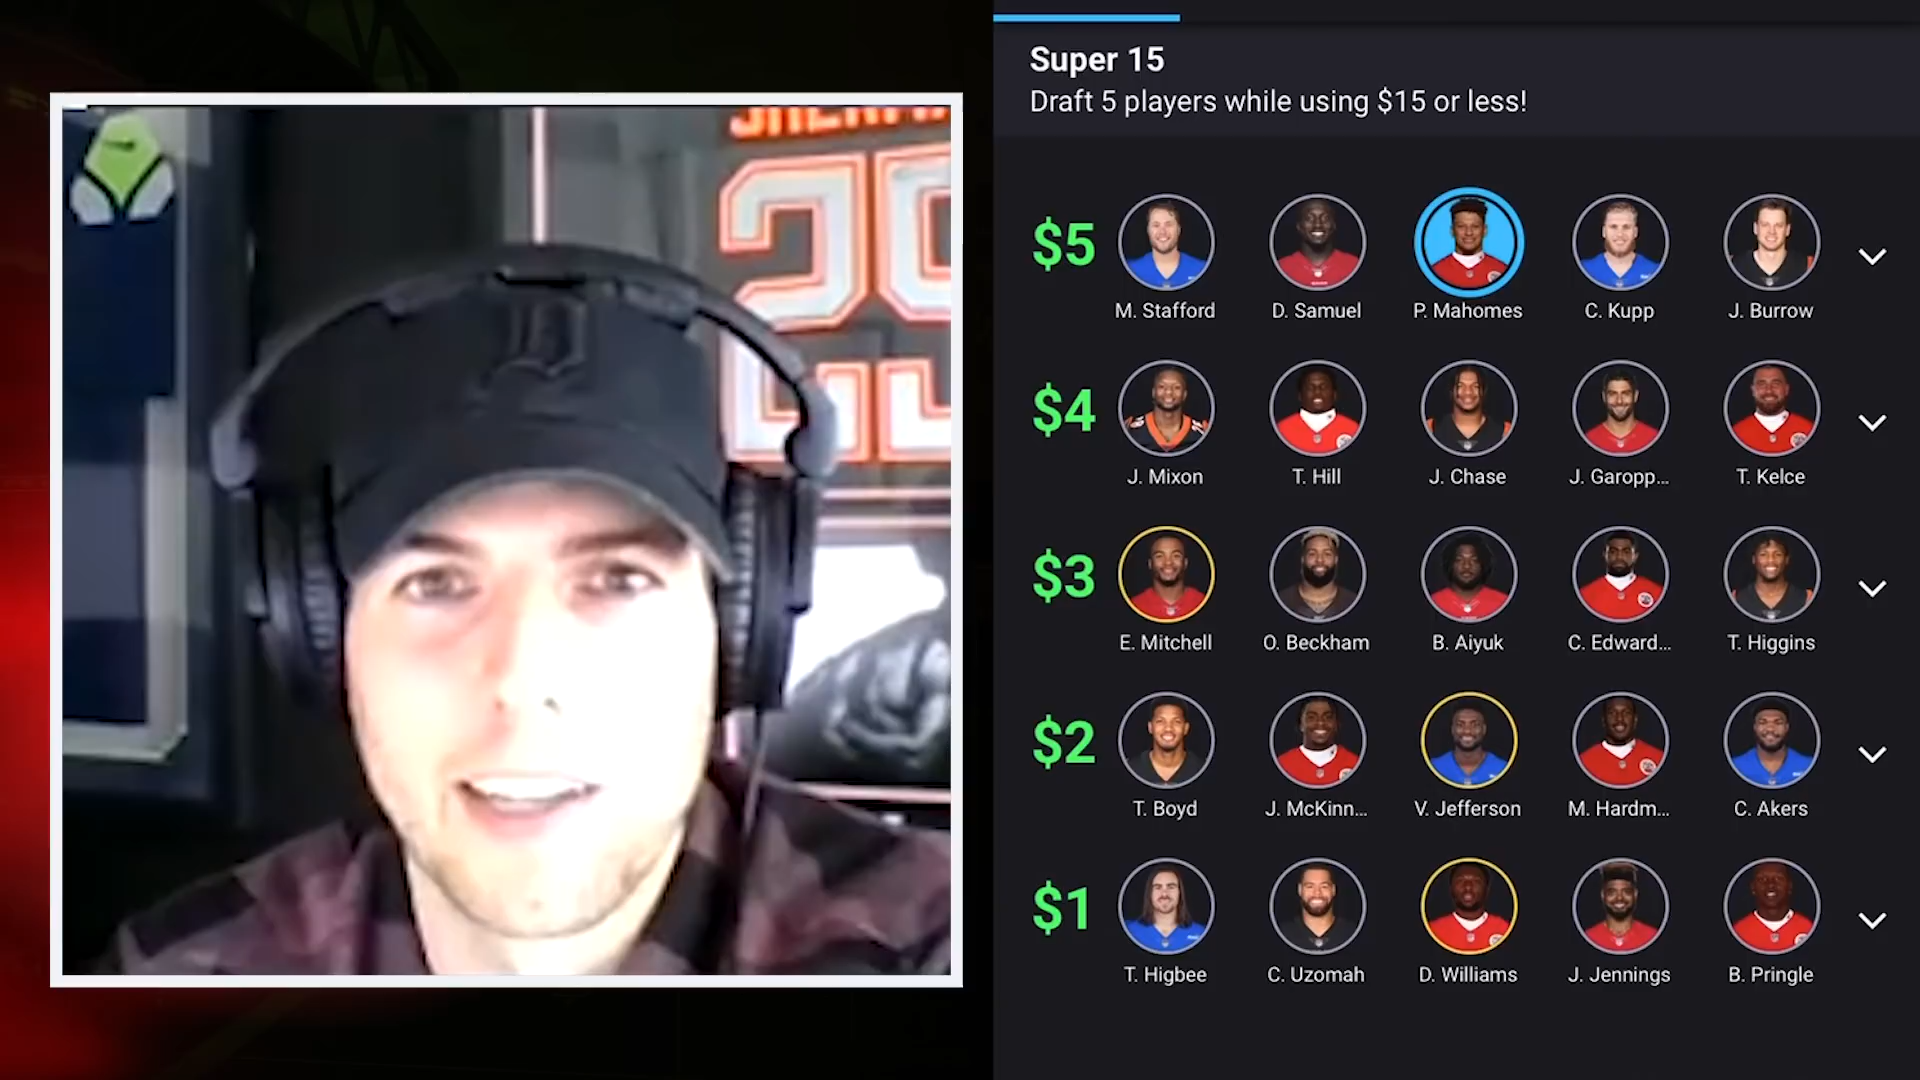 Super 15
Draft 5 players while using $15 or less!
$5
M. Stafford
D. Samuel
P. Mahomes
C. Kupp
J. Burrow
$4
J. Mixon
T. Hill
J. Chase
J. Garopp...
T. Kelce
$3
E. Mitchell
O. Beckham
B. Aiyuk
C. Edward...
T. Higgins
$2
T. Boyd
J. McKinn...
V. Jefferson
M. Hardm...
C. Akers
$1
T. Higbee
C. Uzomah
D. Williams
J. Jennings
B. Pringle
D